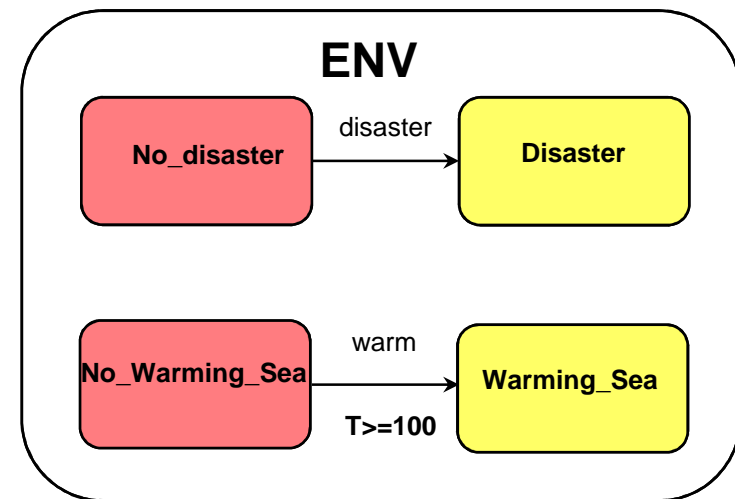 ENV
No_disaster
disaster
Disaster
No_Warming_Sea
warm
T>=100
Warming_Sea